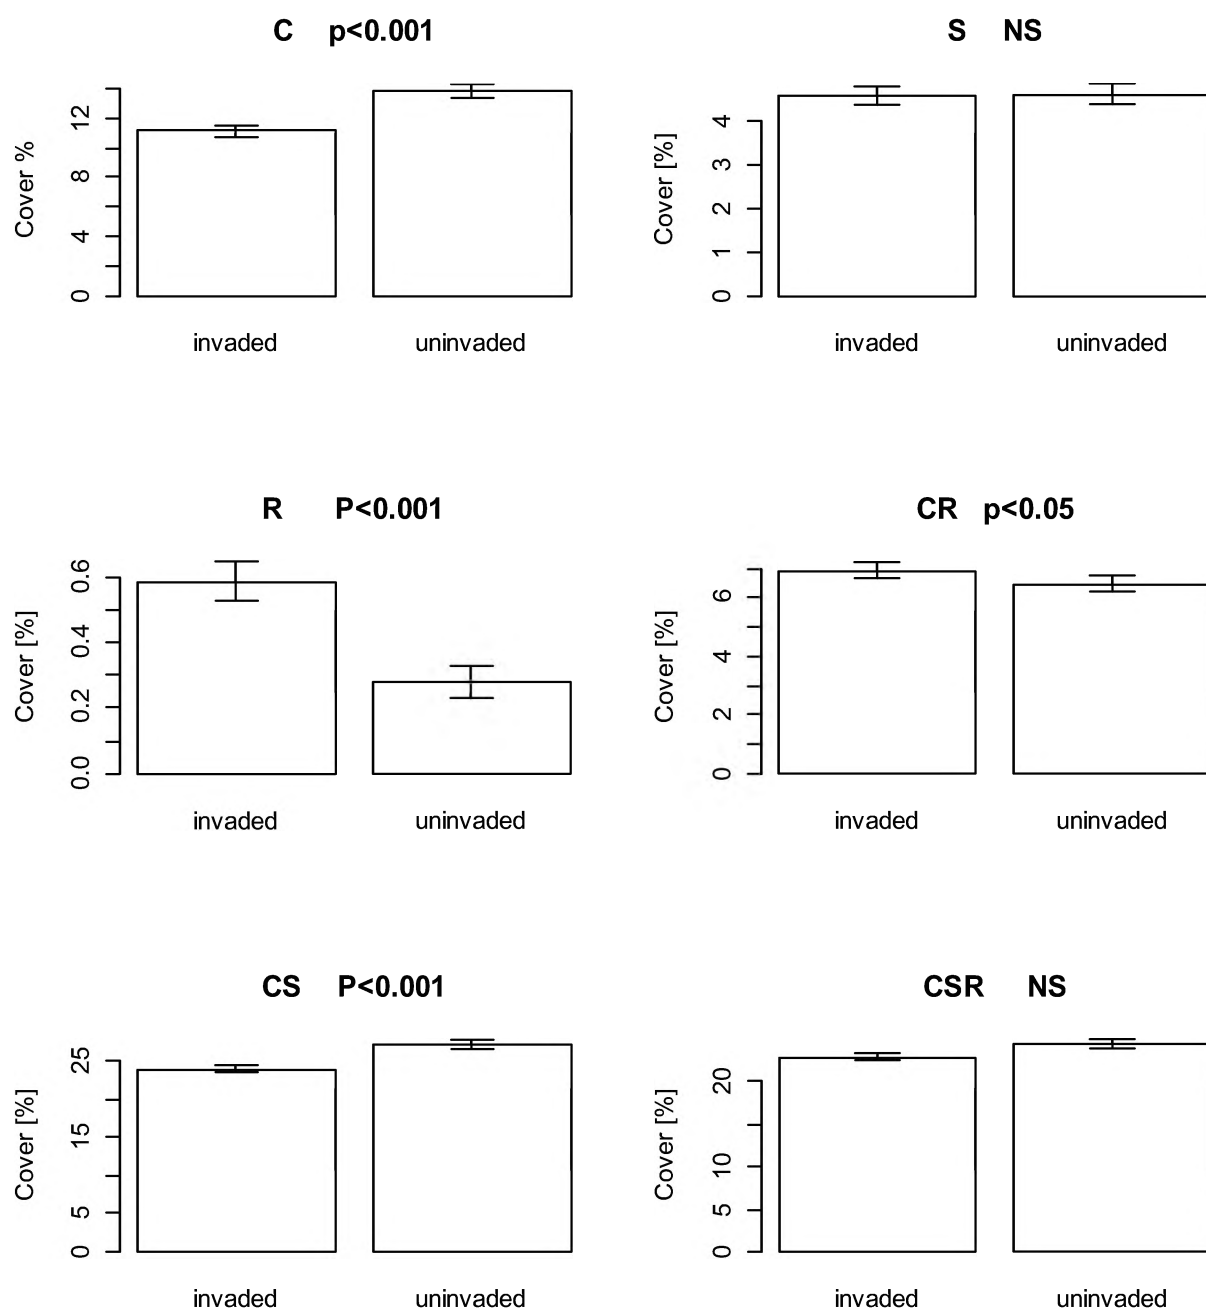 C p<0.001
Cover %
12
8
4
0
invaded uninvaded
S NS
Cover [%]
4
3
2
1
0
invaded uninvaded
R P<0.001
Cover [%]
0.6
0.4
0.2
0.0
invaded uninvaded
CR p<0.05
Cover [%]
6
4
2
0
invaded uninvaded
CS P<0.001
Cover [%]
25
15
5
0
invaded uninvaded
CSR NS
Cover [%]
20
10
5
0
invaded uninvaded